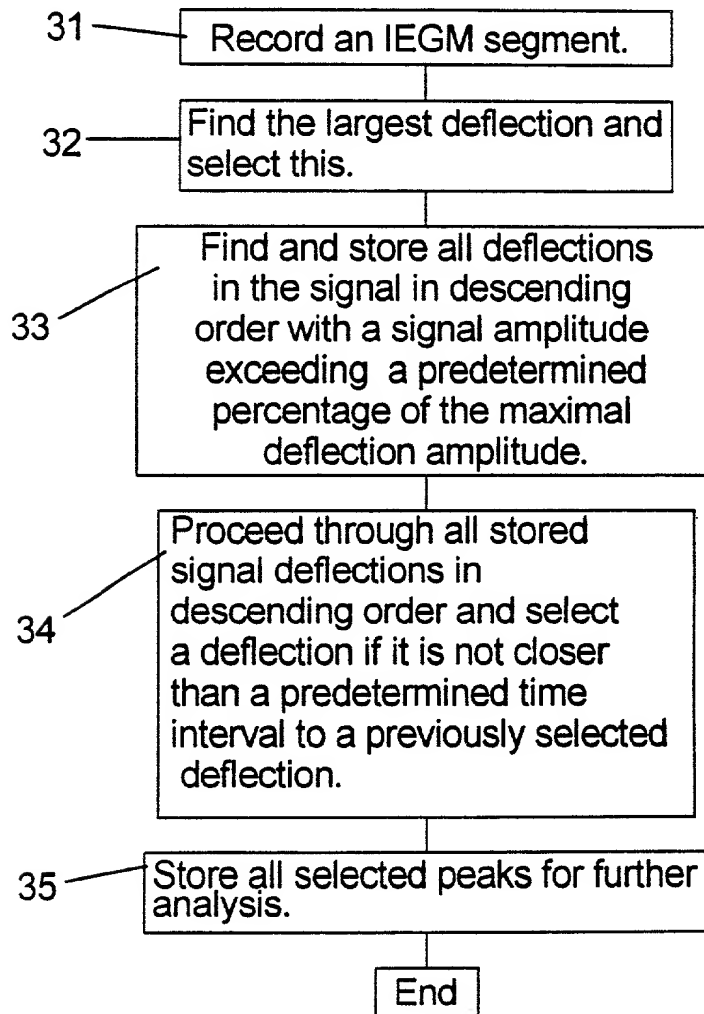 31
Record an IEGM segment.
32
Find the largest deflection and
select this.
33
Find and store all deflections
in the signal in descending
order with a signal amplitude
exceeding a predetermined
percentage of the maximal
deflection amplitude.
34
Proceed through all stored
signal deflections in
descending order and select
a deflection if it is not closer
than a predetermined time
interval to a previously selected
deflection.
35
Store all selected peaks for further
analysis.
End